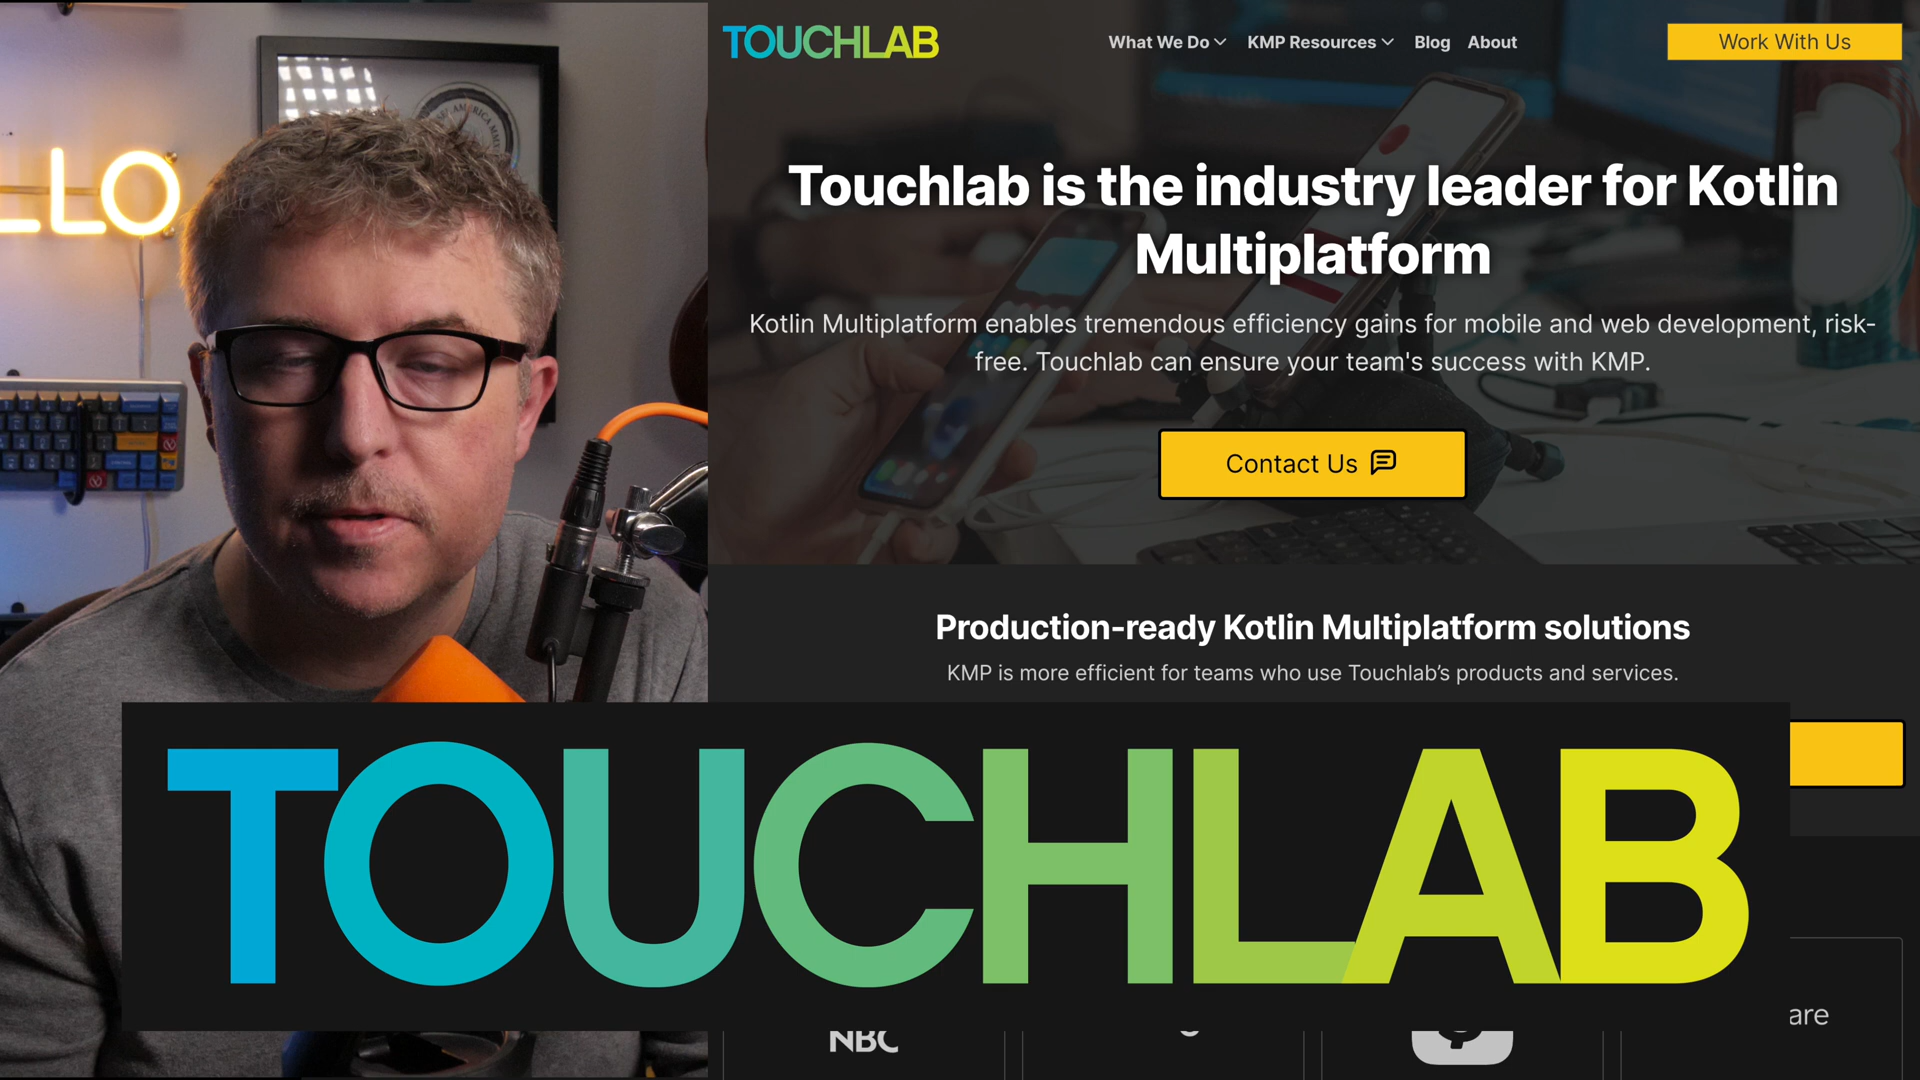 LLO
AMERICA MMXV
TOUCHLAB
What We Do
KMP Resources
Blog
About
Work With Us
Touchlab is the industry leader for Kotlin
Multiplatform
Kotlin Multiplatform enables tremendous efficiency gains for mobile and web development, risk-
free. Touchlab can ensure your team's success with KMP.
Contact Us
Production-ready Kotlin Multiplatform solutions
KMP is more efficient for teams who use Touchlab’s products and services.
TOUCHLAB
NBC
are